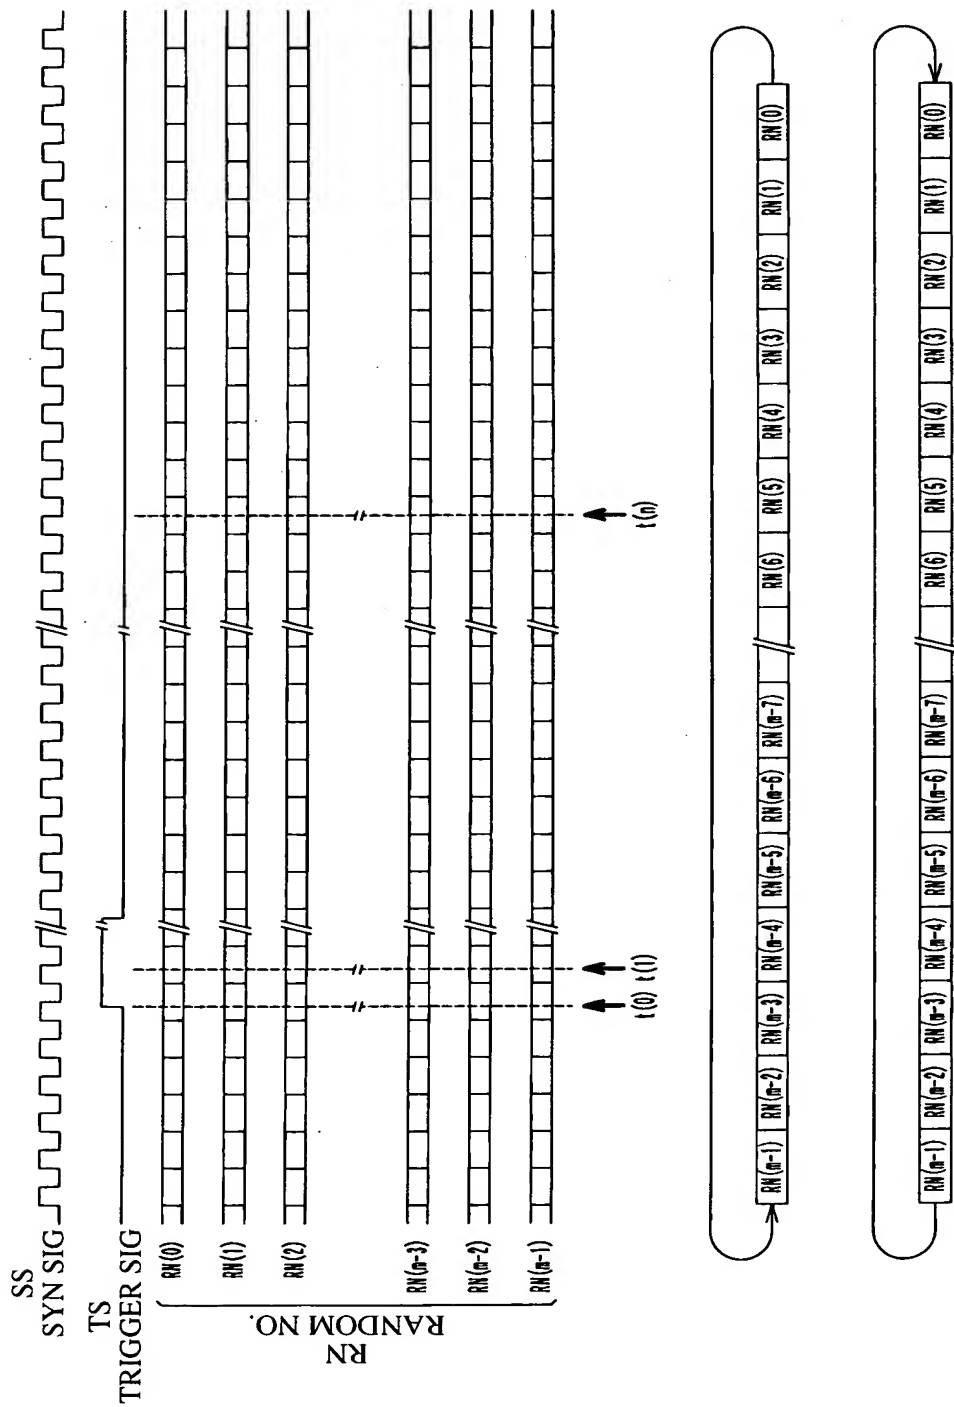 SS
SYN SIG
TS
TRIGGER SIG
RN
RANDOM NO.
RN(0)
RN(1)
RN(2)
RN(m-3)
RN(m-2)
RN(m-1)
t(0) t(1) t(n)
RN(m-1) RN(m-2) RN(m-3) RN(m-4) RN(m-5) RN(m-6) RN(m-7) RN(6) RN(5) RN(4) RN(3) RN(2) RN(1) RN(0)
RN(m-1) RN(m-2) RN(m-3) RN(m-4) RN(m-5) RN(m-6) RN(m-7) RN(6) RN(5) RN(4) RN(3) RN(2) RN(1) RN(0)